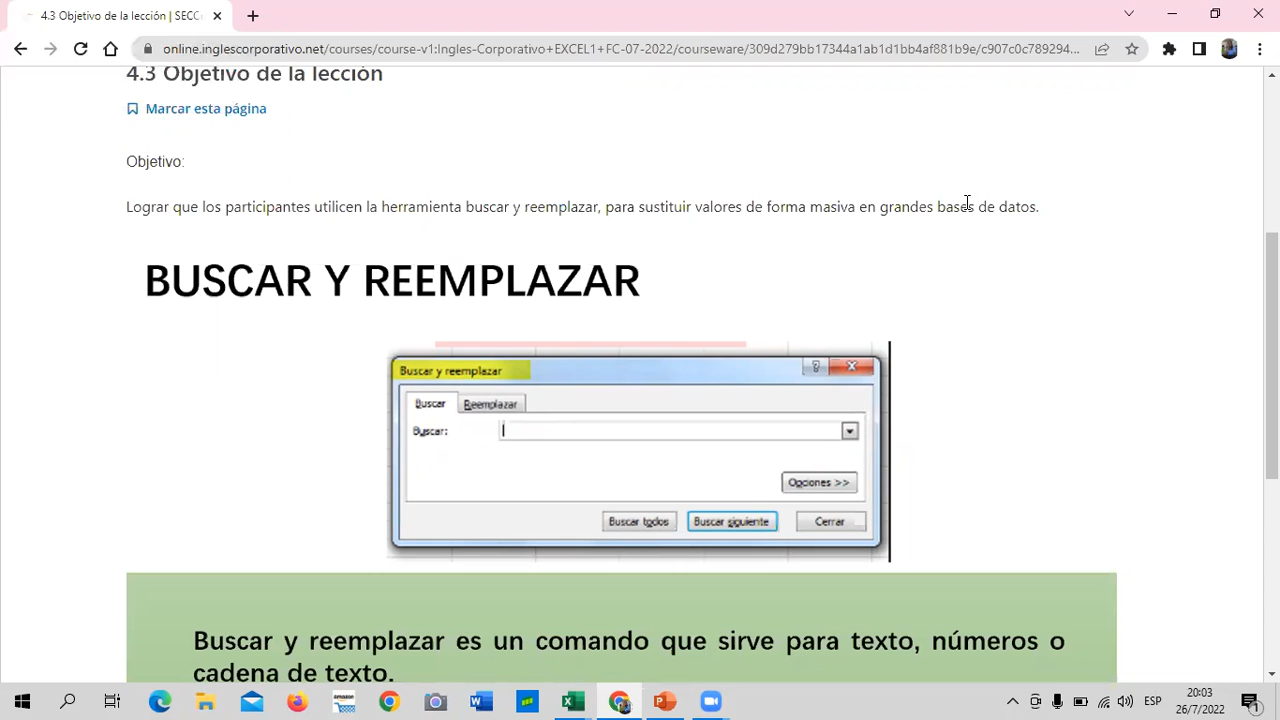 4.3 Objetivo de la lección | SECC
online.inglescorporativo.net/courses/course-v1:Ingles-Corporativo+EXCEL1+FC-07-2022/courseware/309d279bb17344a1ab1d1bb4af881b9e/c907c0c789294...
4.3 Objetivo de la lección
Marcar esta página
Objetivo:
Lograr que los participantes utilicen la herramienta buscar y reemplazar, para sustituir valores de forma masiva en grandes bases de datos.
BUSCAR Y REEMPLAZAR
Buscar y reemplazar
Buscar Reemplazar
Buscar:
Opciones >>
Buscar todos Buscar siguiente Cerrar
Buscar y reemplazar es un comando que sirve para texto, números o
cadena de texto.
ESP
20:03
26/7/2022